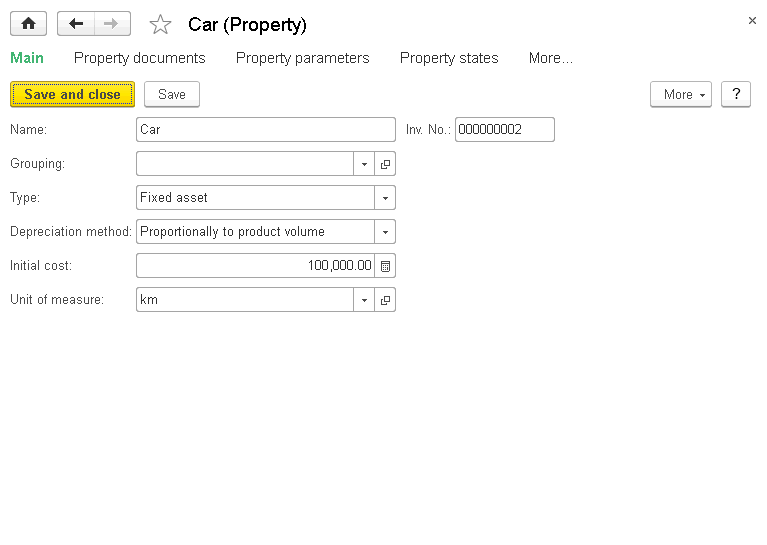 Car (Property)
Main Property documents Property parameters Property states More...
Save and close Save More ?
Name: Car Inv. No.: 000000002
Grouping:
Type: Fixed asset
Depreciation method: Proportionally to product volume
Initial cost: 100,000.00
Unit of measure: km